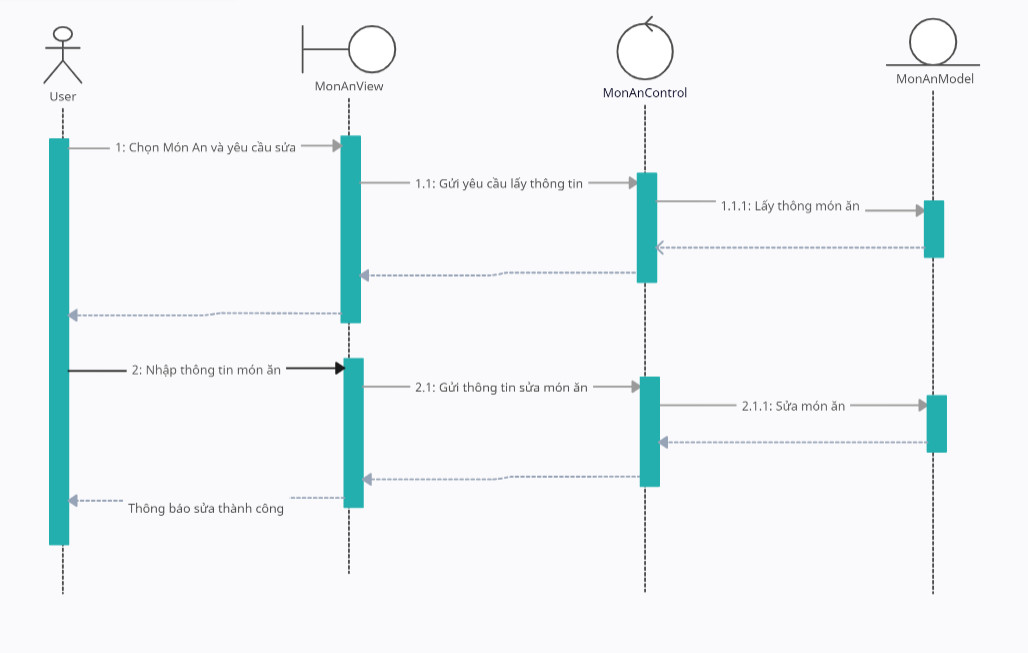 User
MonAnView
MonAnControl
MonAnModel
1: Chọn Món An và yêu cầu sửa
1.1: Gửi yêu cầu lấy thông tin
1.1.1: Lấy thông món ăn
2: Nhập thông tin món ăn
2.1: Gửi thông tin sửa món ăn
2.1.1: Sửa món ăn
Thông báo sửa thành công